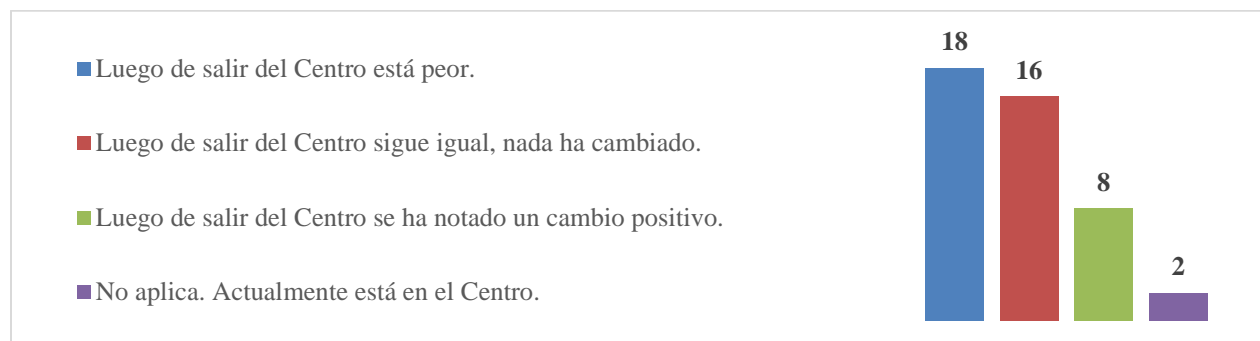 Luego de salir del Centro está peor.
Luego de salir del Centro sigue igual, nada ha cambiado.
Luego de salir del Centro se ha notado un cambio positivo.
No aplica. Actualmente está en el Centro.
18
16
8
2